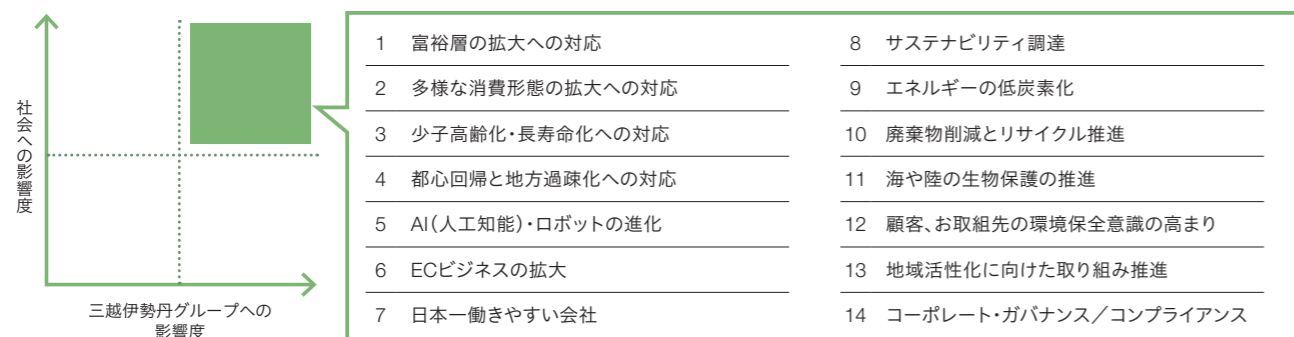 社会への影響度
三越伊勢丹グループへの
影響度
1 富裕層の拡大への対応
2 多様な消費形態の拡大への対応
3 少子高齢化・長寿命化への対応
4 都心回帰と地方過疎化への対応
5 AI(人工知能)・ロボットの進化
6 ECビジネスの拡大
7 日本一働きやすい会社
8 サステナビリティ調達
9 エネルギーの低炭素化
10 廃棄物削減とリサイクル推進
11 海や陸の生物保護の推進
12 顧客、お取組先の環境保全意識の高まり
13 地域活性化に向けた取り組み推進
14 コーポレート・ガバナンス／コンプライアンス